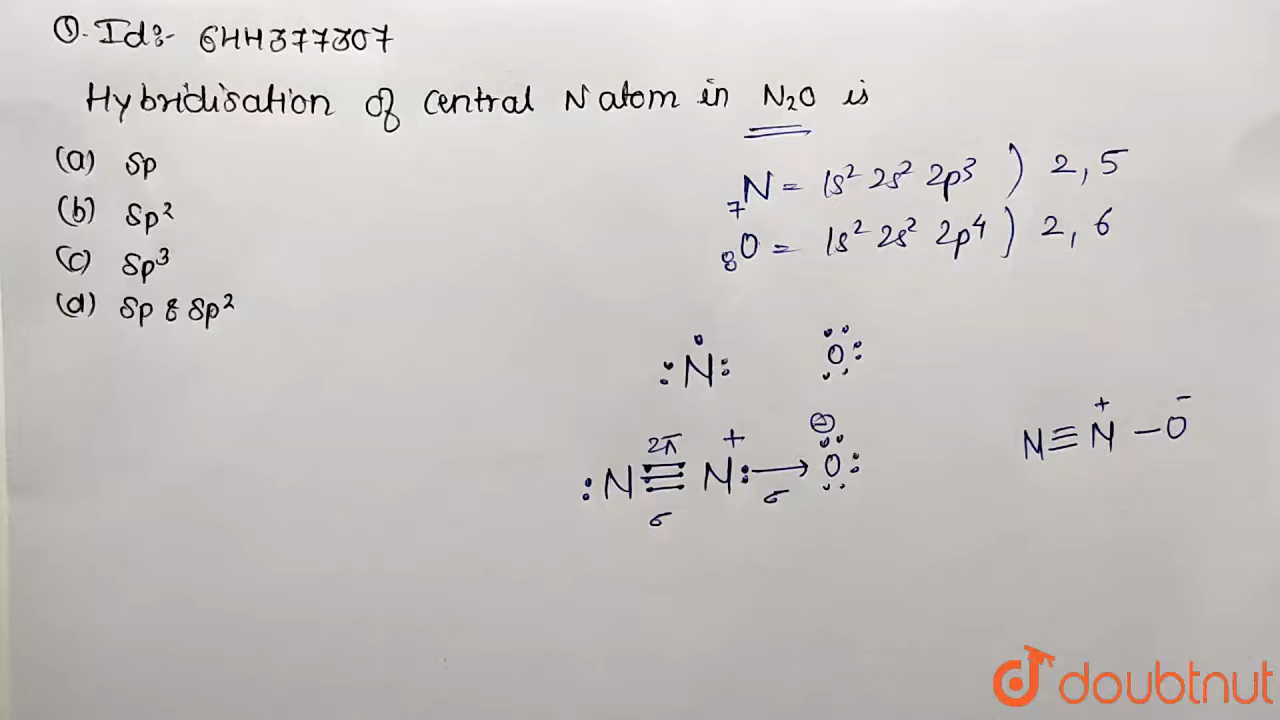 Q. Id:- 644377307
Hybridisation of central N atom in N₂O is
(a) sp
(b) sp²
(c) sp³
(d) sp & sp²
₇N = 1s² 2s² 2p³ ) 2, 5
₈O = 1s² 2s² 2p⁴ ) 2, 6
:N: O:
2π + ⊖
:N ≡ N: → O:
σ σ
N ≡ N⁺ – O⁻
doubtnut